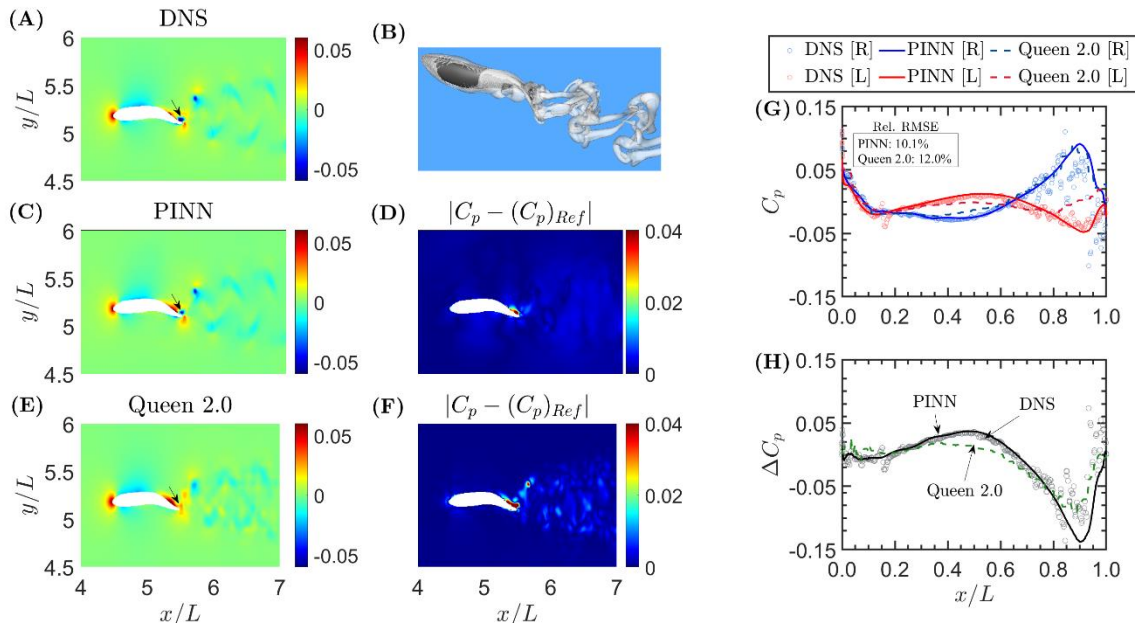 (A) DNS
6
5.5
5
4.5
y/L
0.05
0
-0.05
(B)
(C) PINN
6
5.5
5
4.5
y/L
0.05
0
-0.05
(D) |C_p − (C_p)_Ref|
0.04
0.02
0
(E) Queen 2.0
6
5.5
5
4.5
y/L
4 5 6 7
x/L
0.05
0
-0.05
(F) |C_p − (C_p)_Ref|
4 5 6 7
x/L
0.04
0.02
0
DNS [R] PINN [R] Queen 2.0 [R]
DNS [L] PINN [L] Queen 2.0 [L]
(G)
0.15
0.05
-0.05
-0.15
C_p
Rel. RMSE
PINN: 10.1%
Queen 2.0: 12.0%
0.0 0.2 0.4 0.6 0.8 1.0
(H)
0.15
0.05
-0.05
-0.15
ΔC_p
PINN
DNS
Queen 2.0
0.0 0.2 0.4 0.6 0.8 1.0
x/L